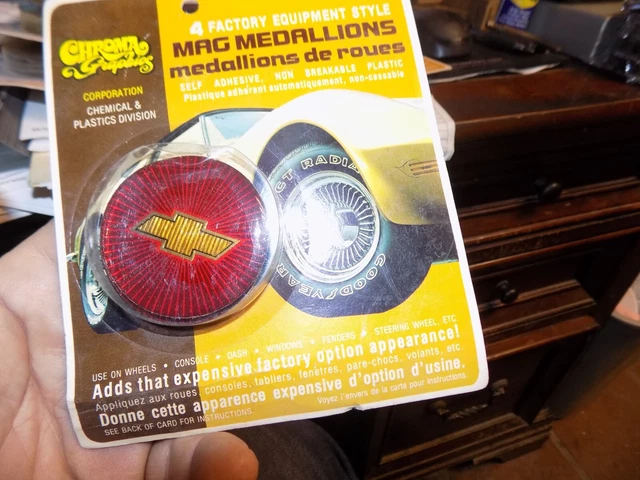 CHROMA
Graphics
CORPORATION
CHEMICAL &
PLASTICS DIVISION
4 FACTORY EQUIPMENT STYLE
MAG MEDALLIONS
medallions de roues
SELF ADHESIVE, NON BREAKABLE PLASTIC
Plastique adhérant automatiquement, non-cassable
CT RADIA
GOODYEAR
USE ON WHEELS • CONSOLE • DASH • WINDOWS • FENDERS • STEERING WHEEL, ETC.
Adds that expensive factory option appearance!
Appliquez aux roues, consoles, tabliers, fenêtres, pare-chocs, volants, etc.
Donne cette apparence expensive d'option d'usine.
SEE BACK OF CARD FOR INSTRUCTIONS.
Voyez l'envers de la carte pour instructions